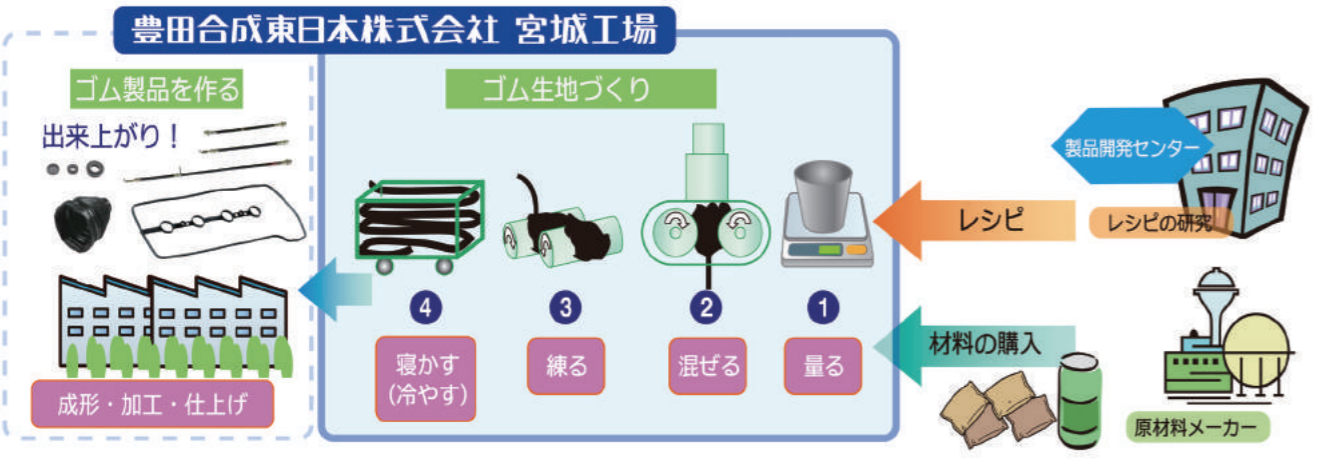 豊田合成東日本株式会社 宮城工場
ゴム製品を作る
出来上がり！
成形・加工・仕上げ
ゴム生地づくり
4
寝かす
(冷やす)
3
練る
2
混ぜる
1
量る
レシピ
製品開発センター
レシピの研究
材料の購入
原材料メーカー